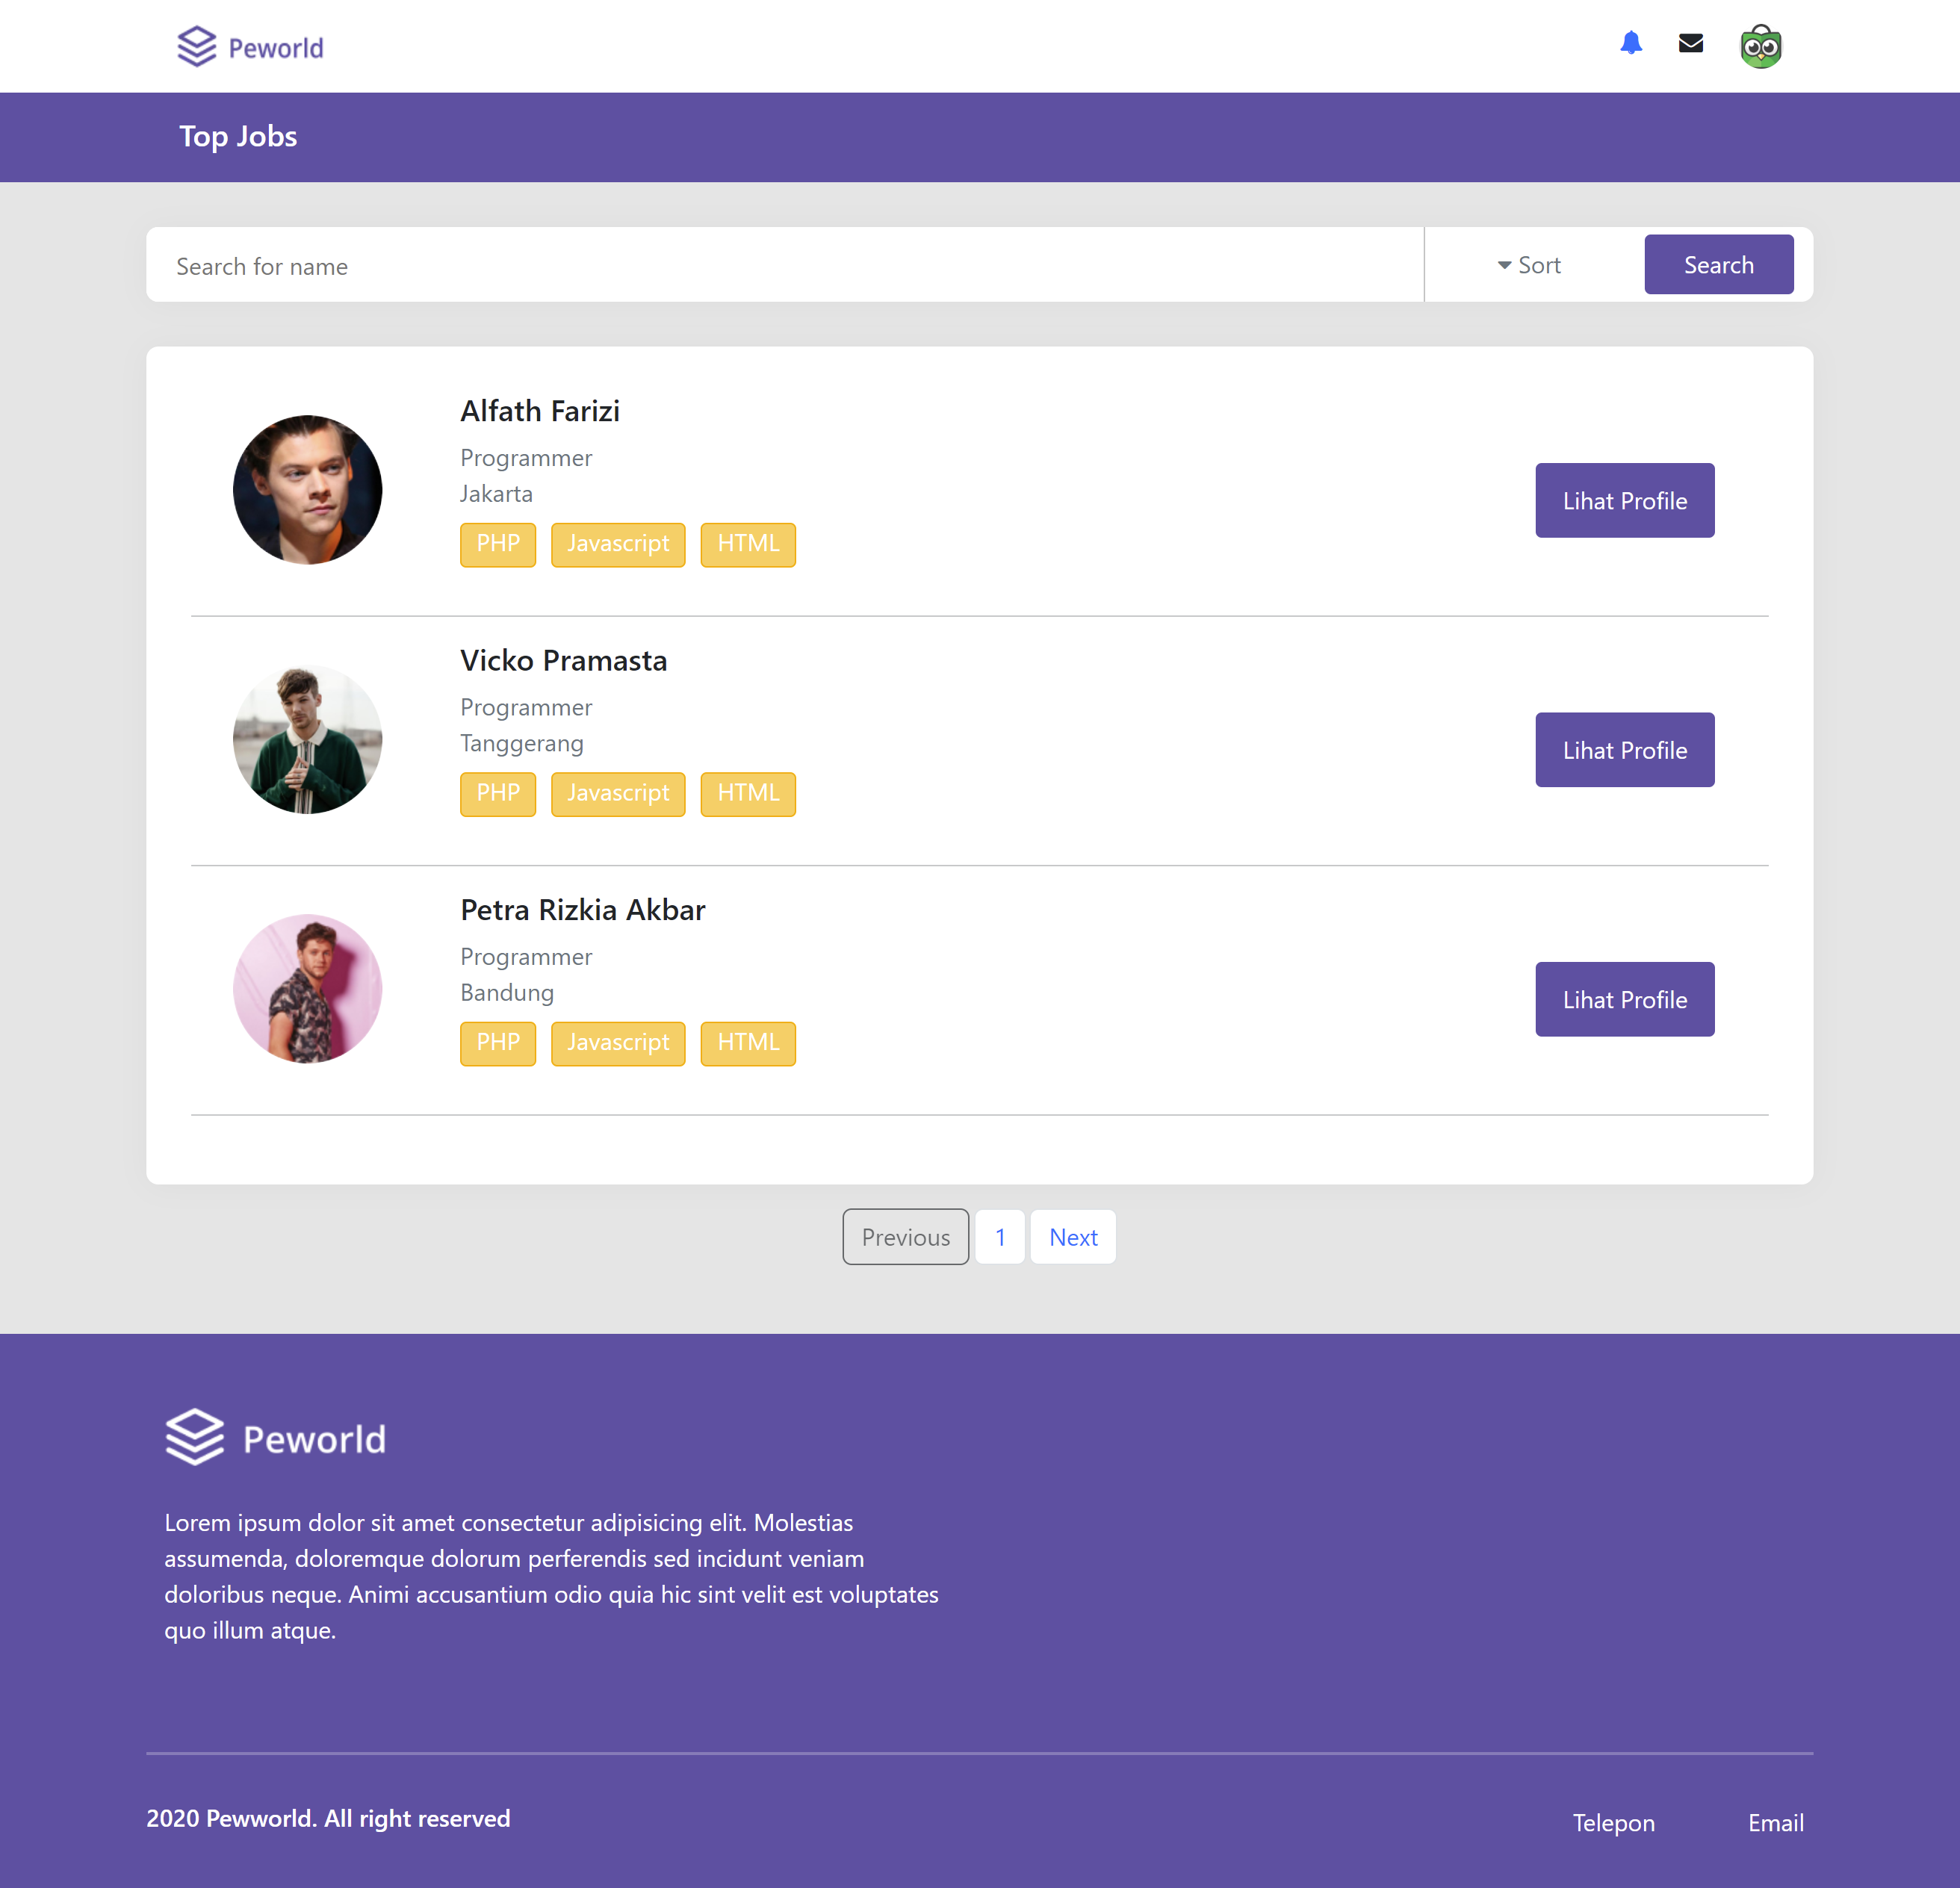 Peworld
Top Jobs
Search for name
Sort
Search
Alfath Farizi
Programmer
Jakarta
PHP Javascript HTML
Lihat Profile
Vicko Pramasta
Programmer
Tanggerang
PHP Javascript HTML
Lihat Profile
Petra Rizkia Akbar
Programmer
Bandung
PHP Javascript HTML
Lihat Profile
Previous 1 Next
Peworld
Lorem ipsum dolor sit amet consectetur adipisicing elit. Molestias
assumenda, doloremque dolorum perferendis sed incidunt veniam
doloribus neque. Animi accusantium odio quia hic sint velit est voluptates
quo illum atque.
2020 Pewworld. All right reserved
Telepon Email